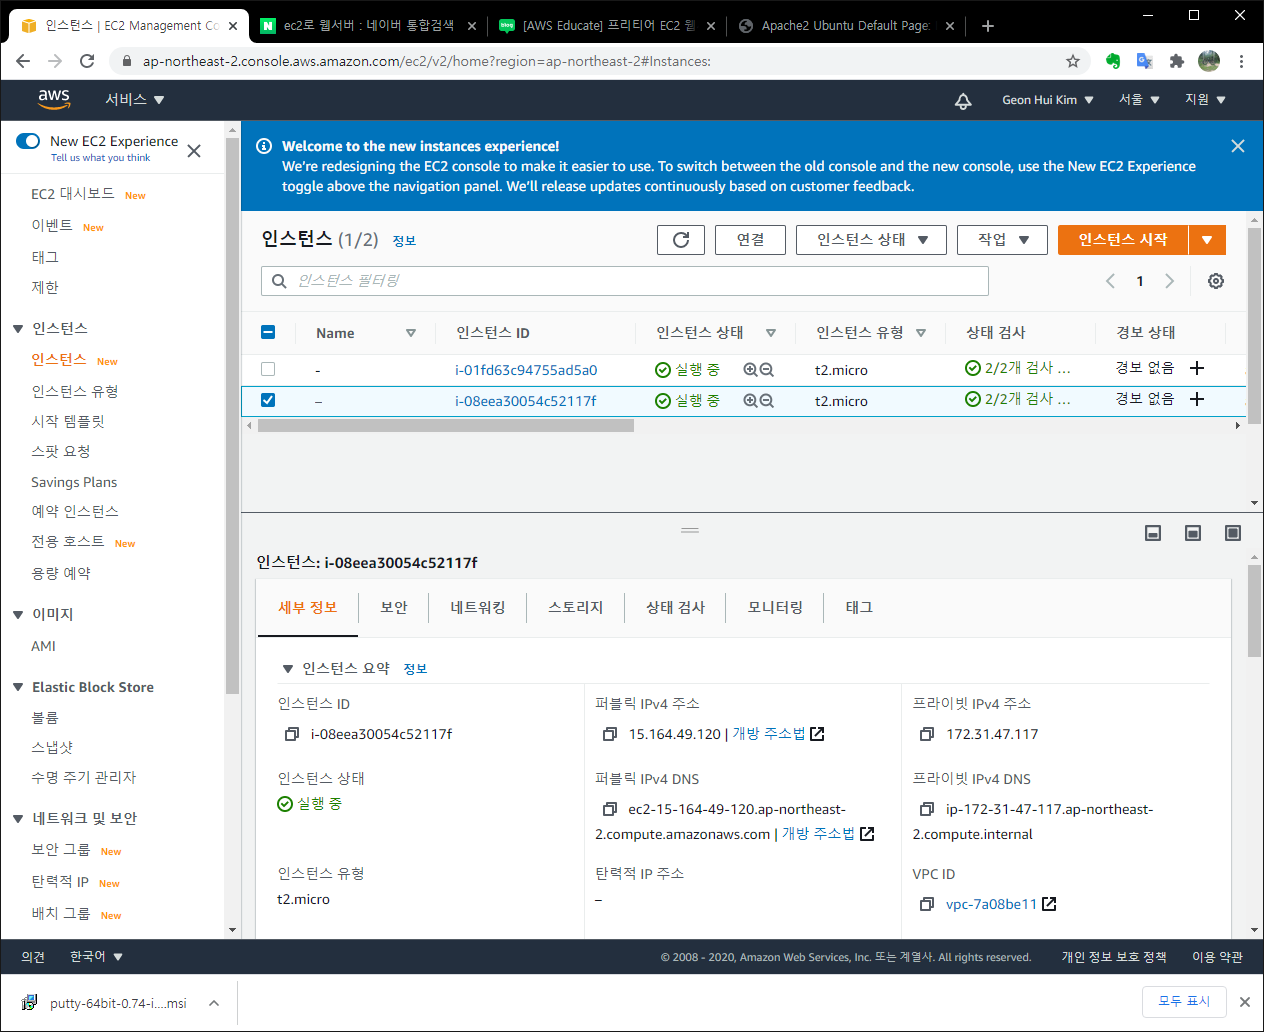 인스턴스 | EC2 Management Co
ec2로 웹서버 : 네이버 통합검색
[AWS Educate] 프리티어 EC2 웹
Apache2 Ubuntu Default Page:
ap-northeast-2.console.aws.amazon.com/ec2/v2/home?region=ap-northeast-2#Instances:
aws 서비스 Geon Hui Kim 서울 지원
New EC2 Experience
Tell us what you think
EC2 대시보드 New
이벤트 New
태그
제한
인스턴스
인스턴스 New
인스턴스 유형
시작 템플릿
스팟 요청
Savings Plans
예약 인스턴스
전용 호스트 New
용량 예약
이미지
AMI
Elastic Block Store
볼륨
스냅샷
수명 주기 관리자
네트워크 및 보안
보안 그룹 New
탄력적 IP New
배치 그룹 New
Welcome to the new instances experience!
We're redesigning the EC2 console to make it easier to use. To switch between the old console and the new console, use the New EC2 Experience
toggle above the navigation panel. We'll release updates continuously based on customer feedback.
인스턴스 (1/2) 정보 연결 인스턴스 상태 작업 인스턴스 시작
인스턴스 필터링 1
Name 인스턴스 ID 인스턴스 상태 인스턴스 유형 상태 검사 경보 상태
- i-01fd63c94755ad5a0 실행 중 t2.micro 2/2개 검사 ... 경보 없음
– i-08eea30054c52117f 실행 중 t2.micro 2/2개 검사 ... 경보 없음
인스턴스: i-08eea30054c52117f
세부 정보 보안 네트워킹 스토리지 상태 검사 모니터링 태그
인스턴스 요약 정보
인스턴스 ID
i-08eea30054c52117f
퍼블릭 IPv4 주소
15.164.49.120 | 개방 주소법
프라이빗 IPv4 주소
172.31.47.117
인스턴스 상태
실행 중
퍼블릭 IPv4 DNS
ec2-15-164-49-120.ap-northeast-
2.compute.amazonaws.com | 개방 주소법
프라이빗 IPv4 DNS
ip-172-31-47-117.ap-northeast-
2.compute.internal
인스턴스 유형
t2.micro
탄력적 IP 주소
–
VPC ID
vpc-7a08be11
의견 한국어 © 2008 - 2020, Amazon Web Services, Inc. 또는 계열사. All rights reserved. 개인 정보 보호 정책 이용 약관
putty-64bit-0.74-i....msi 모두 표시